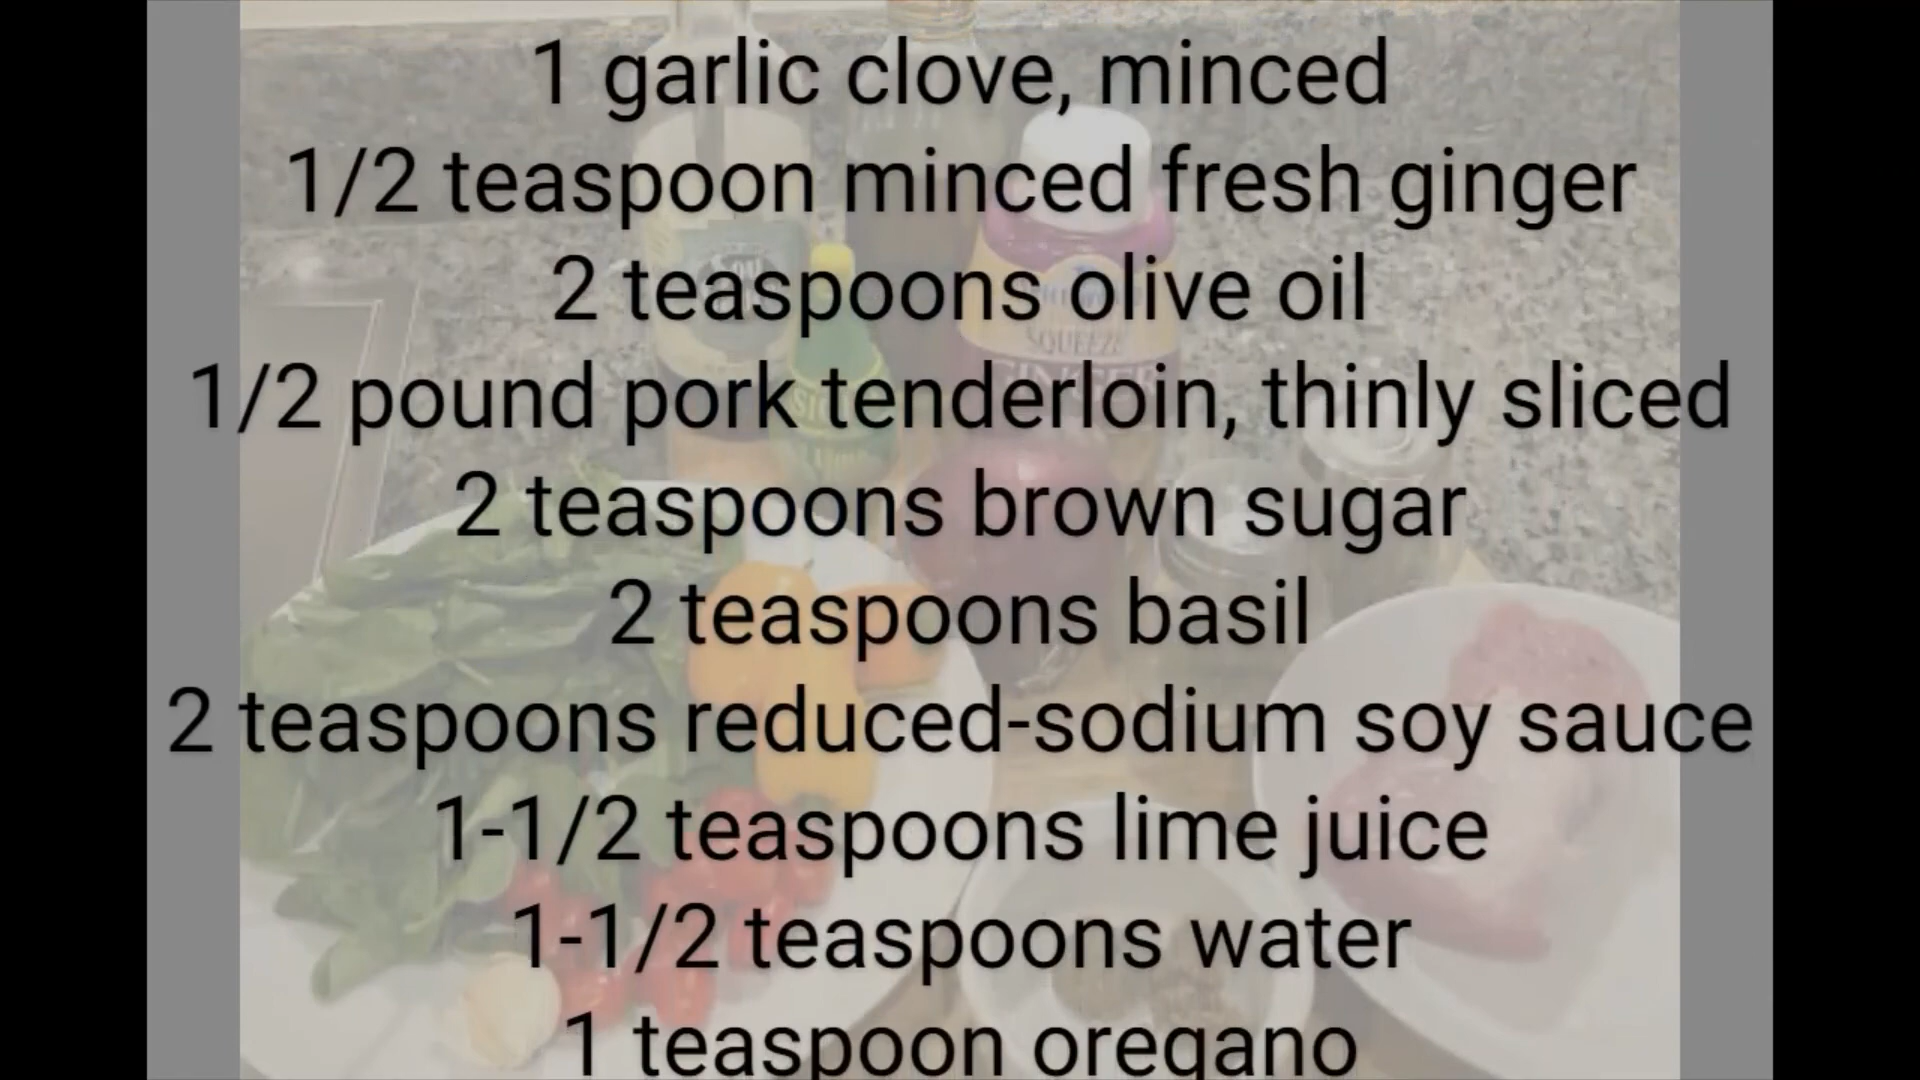 1 garlic clove, minced
1/2 teaspoon minced fresh ginger
2 teaspoons olive oil
SQUEEZE
GINGER
1/2 pound pork tenderloin, thinly sliced
2 teaspoons brown sugar
2 teaspoons basil
2 teaspoons reduced-sodium soy sauce
1-1/2 teaspoons lime juice
1-1/2 teaspoons water
1 teaspoon oregano